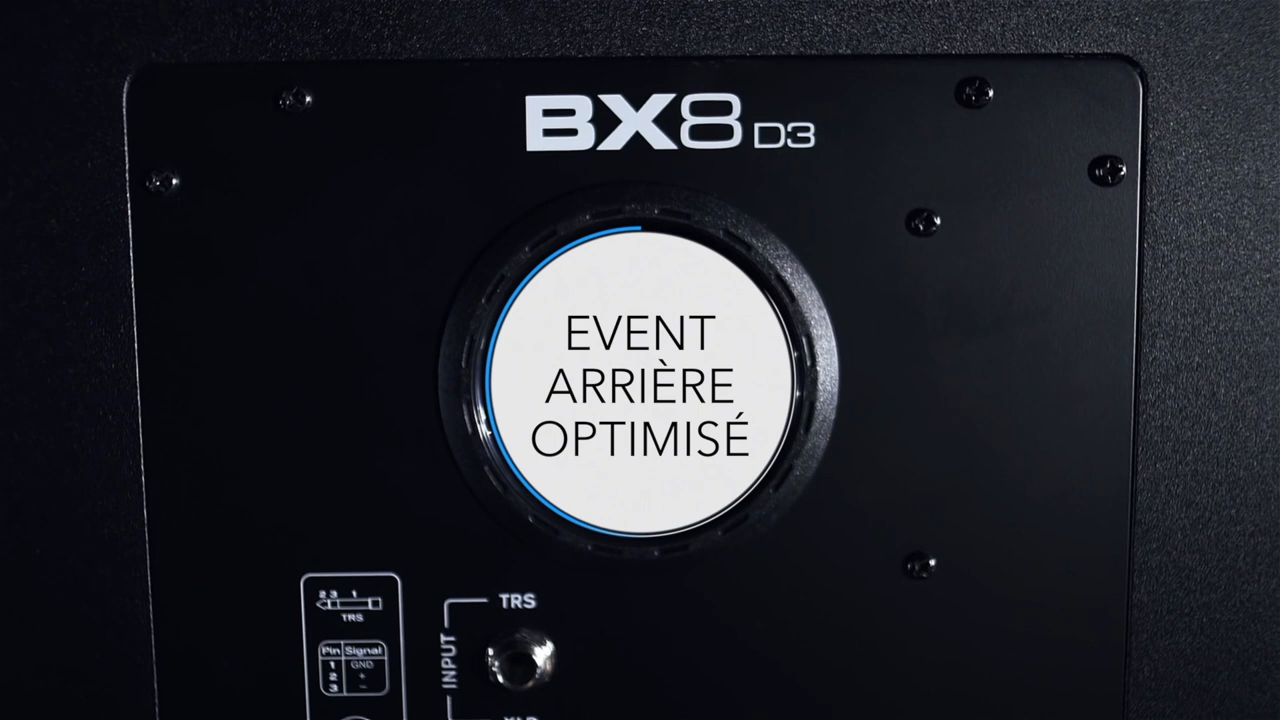 BX8 D3
EVENT
ARRIÈRE
OPTIMISÉ
2 3 1
TRS
Pin Signal
1 GND
2 +
3 −
INPUT
TRS